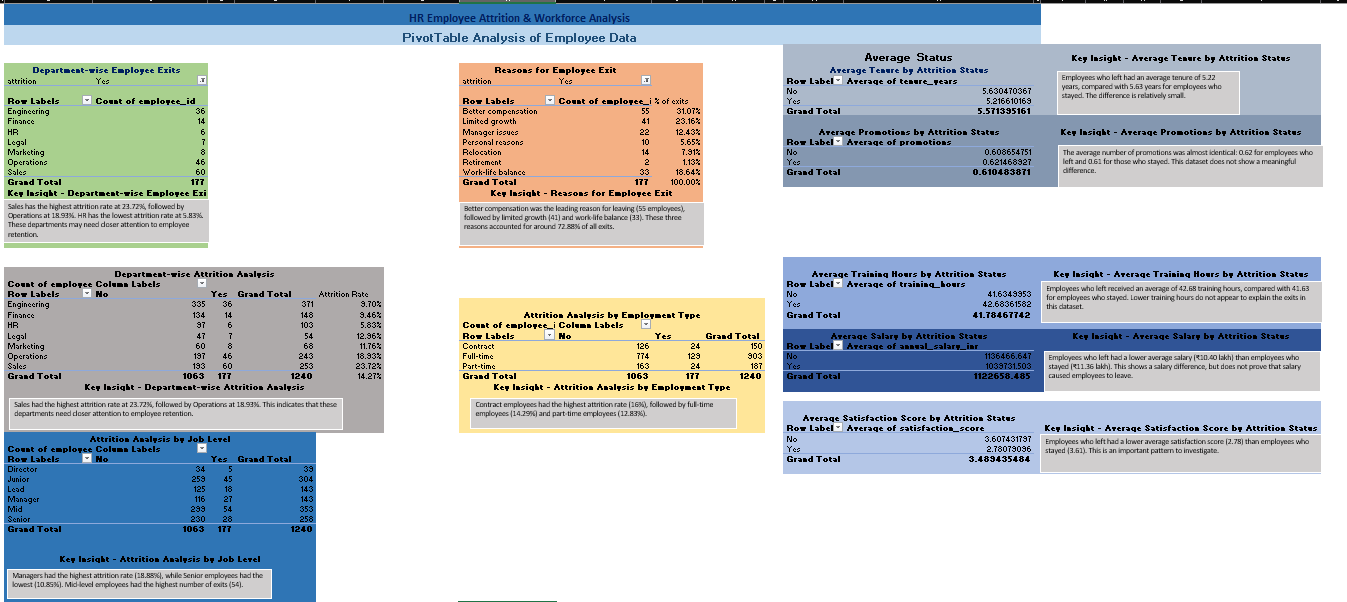 HR Employee Attrition & Workforce Analysis
PivotTable Analysis of Employee Data
Department-wise Employee Exits
attrition Yes
Row Labels Count of employee_id
Engineering 36
Finance 14
HR 6
Legal 7
Marketing 8
Operations 46
Sales 60
Grand Total 177
Key Insight - Department-wise Employee Exi
Sales has the highest attrition rate at 23.72%, followed by
Operations at 18.93%. HR has the lowest attrition rate at 5.83%.
These departments may need closer attention to employee
retention.
Reasons for Employee Exit
attrition Yes
Row Labels Count of employee_i % of exits
Better compensation 55 31.07%
Limited growth 41 23.16%
Manager issues 22 12.43%
Personal reasons 10 5.65%
Relocation 14 7.91%
Retirement 2 1.13%
Work-life balance 33 18.64%
Grand Total 177 100.00%
Key Insight - Reasons for Employee Exit
Better compensation was the leading reason for leaving (55 employees),
followed by limited growth (41) and work-life balance (33). These three
reasons accounted for around 72.88% of all exits.
Average Status
Average Tenure by Attrition Status
Row Label Average of tenure_years
No 5.630470367
Yes 5.216610169
Grand Total 5.571395161
Key Insight - Average Tenure by Attrition Status
Employees who left had an average tenure of 5.22
years, compared with 5.63 years for employees who
stayed. The difference is relatively small.
Average Promotions by Attrition Status
Row Label Average of promotions
No 0.608654751
Yes 0.621468927
Grand Total 0.610483871
Key Insight - Average Promotions by Attrition Status
The average number of promotions was almost identical: 0.62 for employees who
left and 0.61 for those who stayed. This dataset does not show a meaningful
difference.
Department-wise Attrition Analysis
Count of employee Column Labels
Row Labels No Yes Grand Total Attrition Rate
Engineering 335 36 371 9.70%
Finance 134 14 148 9.46%
HR 97 6 103 5.83%
Legal 47 7 54 12.96%
Marketing 60 8 68 11.76%
Operations 197 46 243 18.93%
Sales 193 60 253 23.72%
Grand Total 1063 177 1240 14.27%
Key Insight - Department-wise Attrition Analysis
Sales had the highest attrition rate at 23.72%, followed by Operations at 18.93%. This indicates that these
departments need closer attention to employee retention.
Attrition Analysis by Employment Type
Count of employee_i Column Labels
Row Labels No Yes Grand Total
Contract 126 24 150
Full-time 774 129 903
Part-time 163 24 187
Grand Total 1063 177 1240
Key Insight - Attrition Analysis by Employment Type
Contract employees had the highest attrition rate (16%), followed by full-time
employees (14.29%) and part-time employees (12.83%).
Average Training Hours by Attrition Status
Row Label Average of training_hours
No 41.6349953
Yes 42.68361582
Grand Total 41.78467742
Key Insight - Average Training Hours by Attrition Status
Employees who left received an average of 42.68 training hours, compared with 41.63
for employees who stayed. Lower training hours do not appear to explain the exits in
this dataset.
Average Salary by Attrition Status
Row Label Average of annual_salary_inr
No 1136466.647
Yes 1039731.503
Grand Total 1122658.485
Key Insight - Average Salary by Attrition Status
Employees who left had a lower average salary (₹10.40 lakh) than employees who
stayed (₹11.36 lakh). This shows a salary difference, but does not prove that salary
caused employees to leave.
Average Satisfaction Score by Attrition Status
Row Label Average of satisfaction_score
No 3.607431797
Yes 2.78079096
Grand Total 3.489435484
Key Insight - Average Satisfaction Score by Attrition Status
Employees who left had a lower average satisfaction score (2.78) than employees who
stayed (3.61). This is an important pattern to investigate.
Attrition Analysis by Job Level
Count of employee Column Labels
Row Labels No Yes Grand Total
Director 34 5 39
Junior 259 45 304
Lead 125 18 143
Manager 116 27 143
Mid 299 54 353
Senior 230 28 258
Grand Total 1063 177 1240
Key Insight - Attrition Analysis by Job Level
Managers had the highest attrition rate (18.88%), while Senior employees had the
lowest (10.85%). Mid-level employees had the highest number of exits (54).